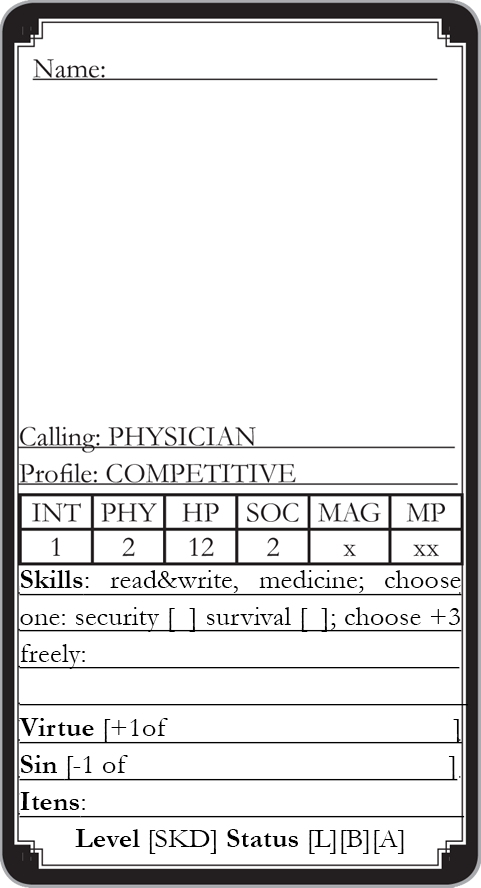 Name:
Calling: PHYSICIAN
Profile: COMPETITIVE
INT PHY HP SOC MAG MP
1 2 12 2 x xx
Skills: read&write, medicine; choose
one: security [ ] survival [ ]; choose +3
freely:
Virtue [+1of ]
Sin [-1 of ]
Itens:
Level [SKD] Status [L][B][A]